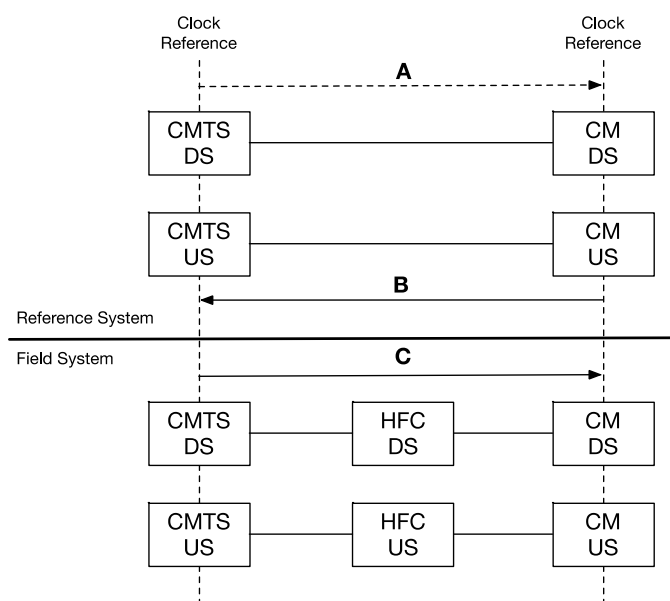 Clock
Reference
Clock
Reference
A
CMTS
DS
CM
DS
CMTS
US
CM
US
B
Reference System
Field System
C
CMTS
DS
HFC
DS
CM
DS
CMTS
US
HFC
US
CM
US